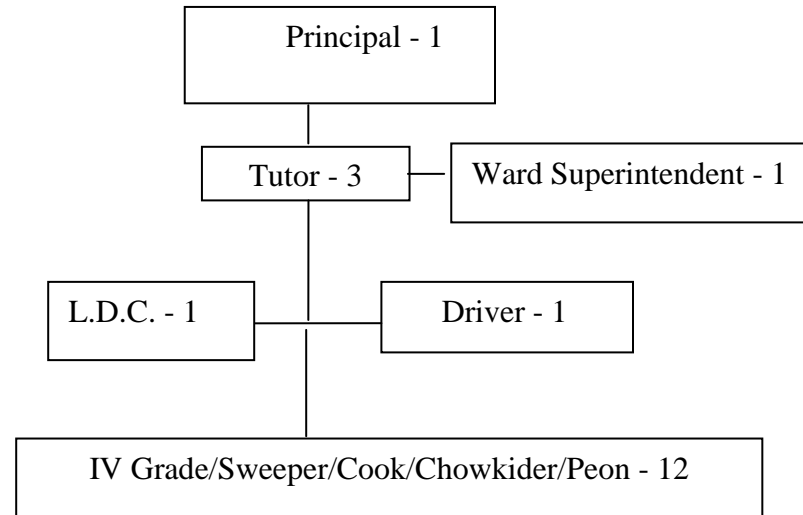 Principal - 1
Tutor - 3
Ward Superintendent - 1
L.D.C. - 1
Driver - 1
IV Grade/Sweeper/Cook/Chowkider/Peon - 12